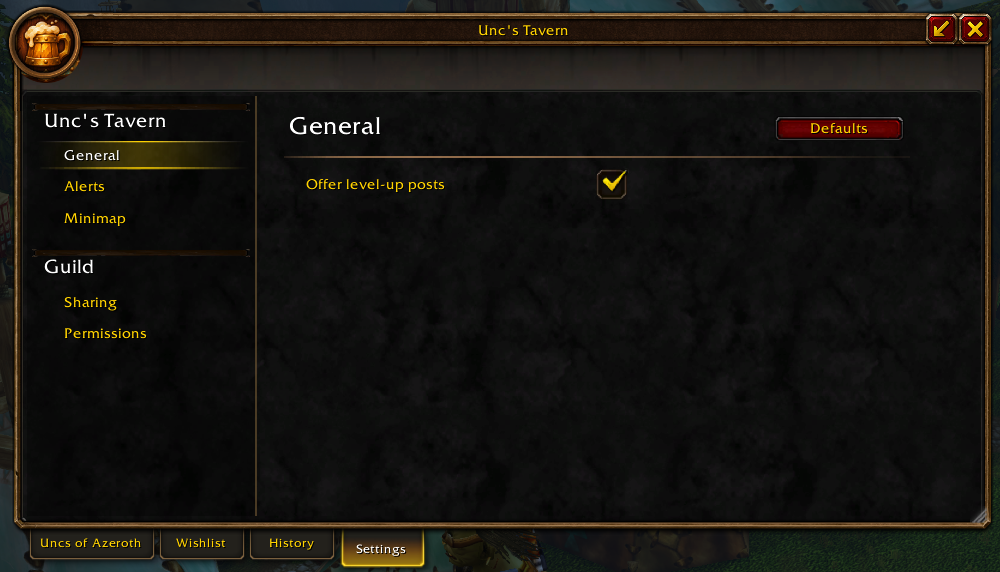 Unc's Tavern
Unc's Tavern
General
Alerts
Minimap
Guild
Sharing
Permissions
General
Defaults
Offer level-up posts
Uncs of Azeroth
Wishlist
History
Settings